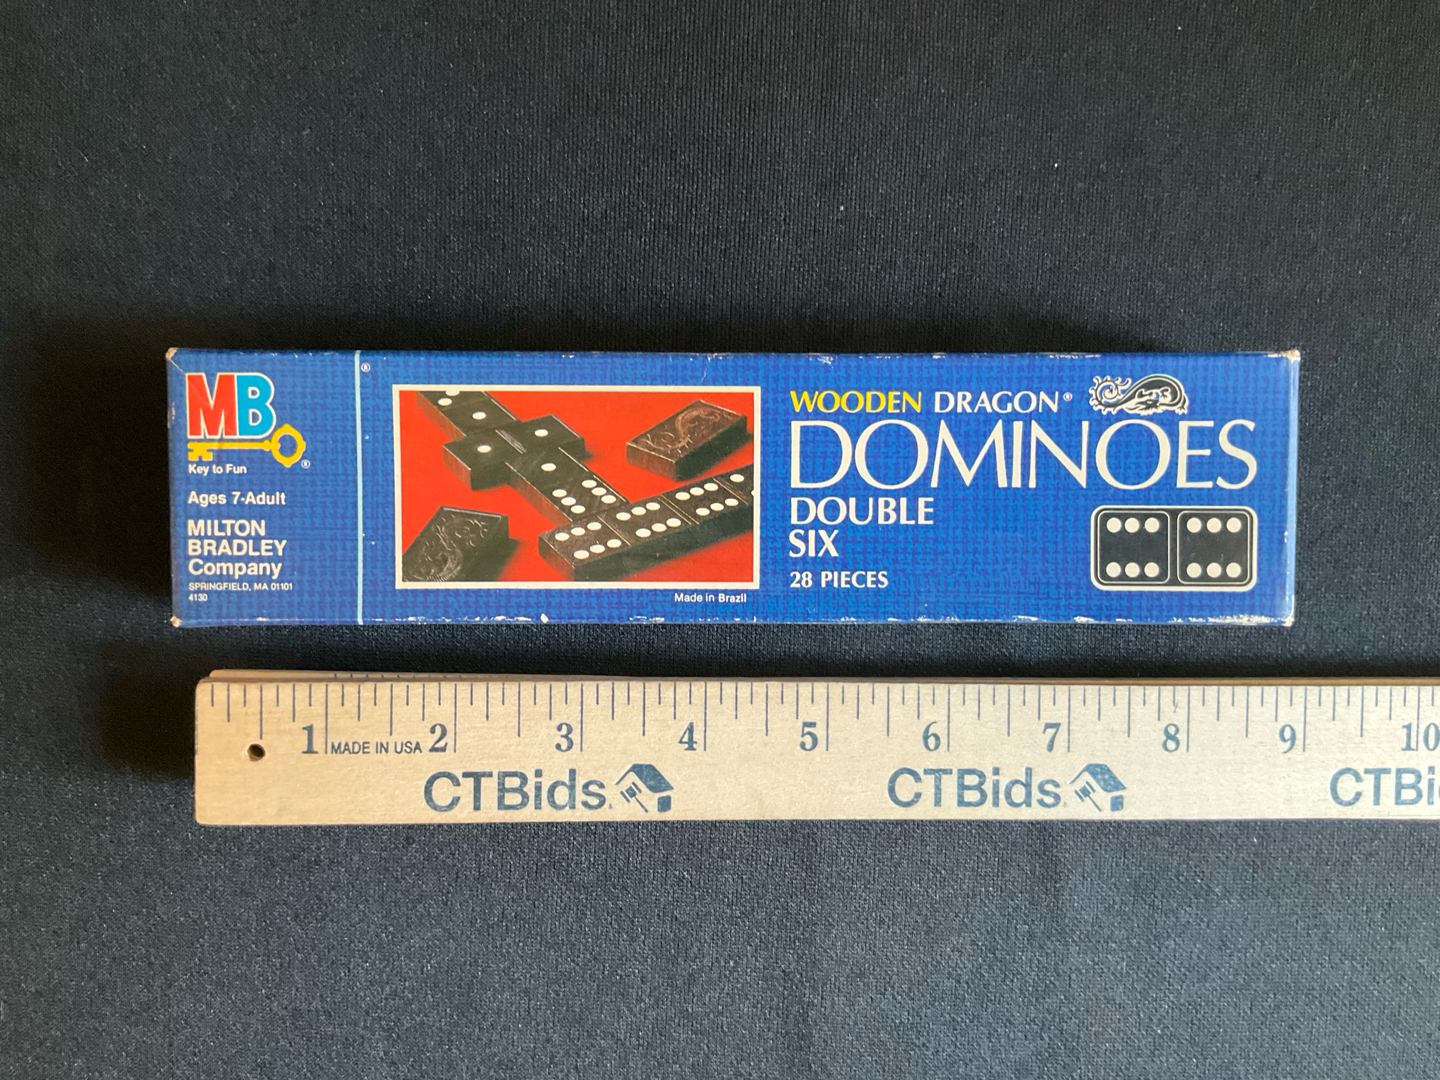 MB
®
Key to Fun
®
Ages 7-Adult
MILTON
BRADLEY
Company
SPRINGFIELD, MA 01101
4130
Made in Brazil
WOODEN DRAGON®
DOMINOES
DOUBLE
SIX
28 PIECES
1 MADE IN USA 2 3 4 5 6 7 8 9 10
CTBids. CTBids CTBi